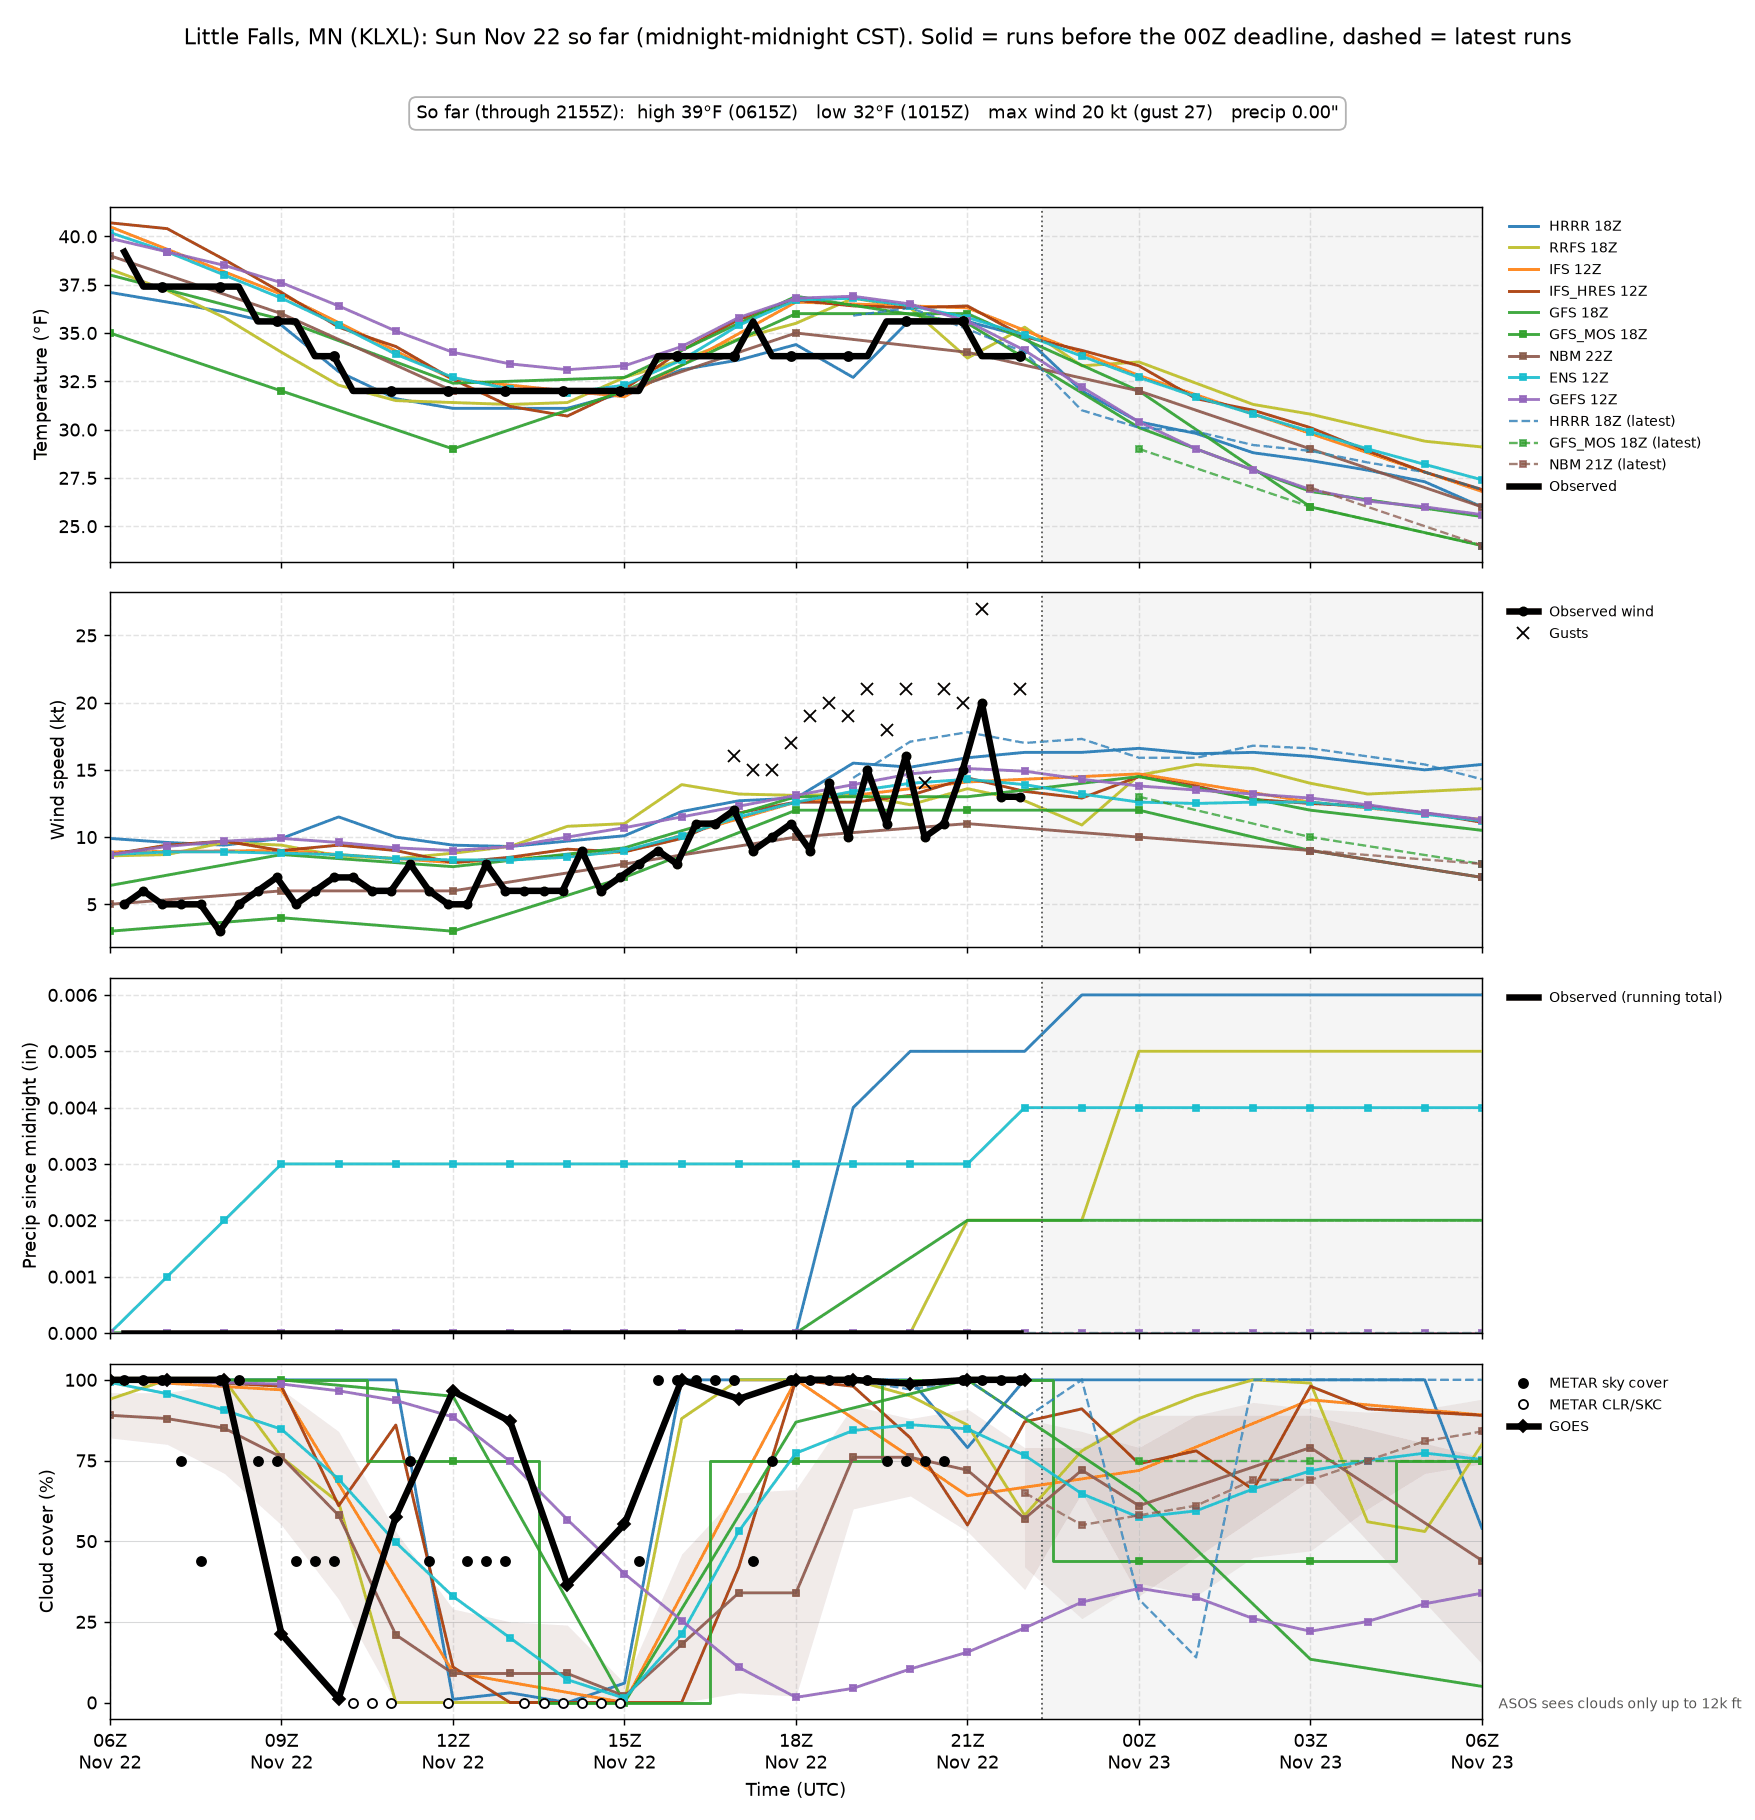 Little Falls, MN (KLXL): Sun Nov 22 so far (midnight-midnight CST). Solid = runs before the 00Z deadline, dashed = latest runs
So far (through 2155Z):  high 39°F (0615Z)   low 32°F (1015Z)   max wind 20 kt (gust 27)   precip 0.00"
Temperature (°F)
40.0
37.5
35.0
32.5
30.0
27.5
25.0
HRRR 18Z
RRFS 18Z
IFS 12Z
IFS_HRES 12Z
GFS 18Z
GFS_MOS 18Z
NBM 22Z
ENS 12Z
GEFS 12Z
HRRR 18Z (latest)
GFS_MOS 18Z (latest)
NBM 21Z (latest)
Observed
Wind speed (kt)
25
20
15
10
5
Observed wind
Gusts
Precip since midnight (in)
0.006
0.005
0.004
0.003
0.002
0.001
0.000
Observed (running total)
Cloud cover (%)
100
75
50
25
0
METAR sky cover
METAR CLR/SKC
GOES
ASOS sees clouds only up to 12k ft
06Z
Nov 22
09Z
Nov 22
12Z
Nov 22
15Z
Nov 22
18Z
Nov 22
21Z
Nov 22
00Z
Nov 23
03Z
Nov 23
06Z
Nov 23
Time (UTC)